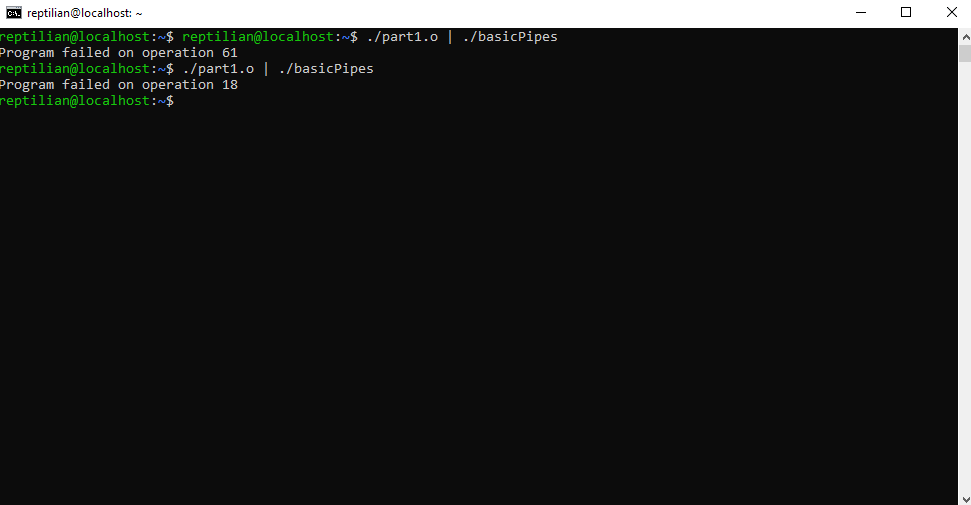 reptilian@localhost: ~
reptilian@localhost:~$ reptilian@localhost:~$ ./part1.o | ./basicPipes
Program failed on operation 61
reptilian@localhost:~$ ./part1.o | ./basicPipes
Program failed on operation 18
reptilian@localhost:~$